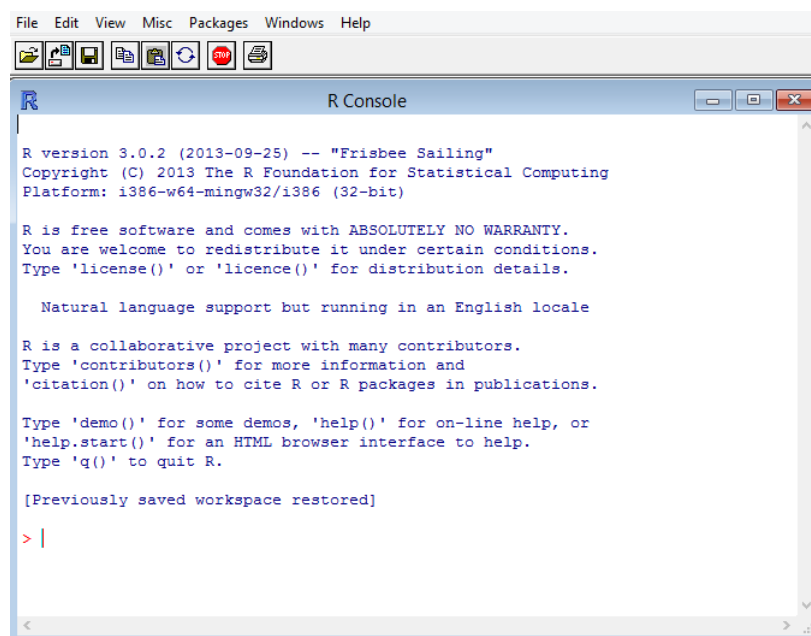 File Edit View Misc Packages Windows Help
STOP
R R Console
R version 3.0.2 (2013-09-25) -- "Frisbee Sailing"
Copyright (C) 2013 The R Foundation for Statistical Computing
Platform: i386-w64-mingw32/i386 (32-bit)
R is free software and comes with ABSOLUTELY NO WARRANTY.
You are welcome to redistribute it under certain conditions.
Type 'license()' or 'licence()' for distribution details.
Natural language support but running in an English locale
R is a collaborative project with many contributors.
Type 'contributors()' for more information and
'citation()' on how to cite R or R packages in publications.
Type 'demo()' for some demos, 'help()' for on-line help, or
'help.start()' for an HTML browser interface to help.
Type 'q()' to quit R.
[Previously saved workspace restored]
>